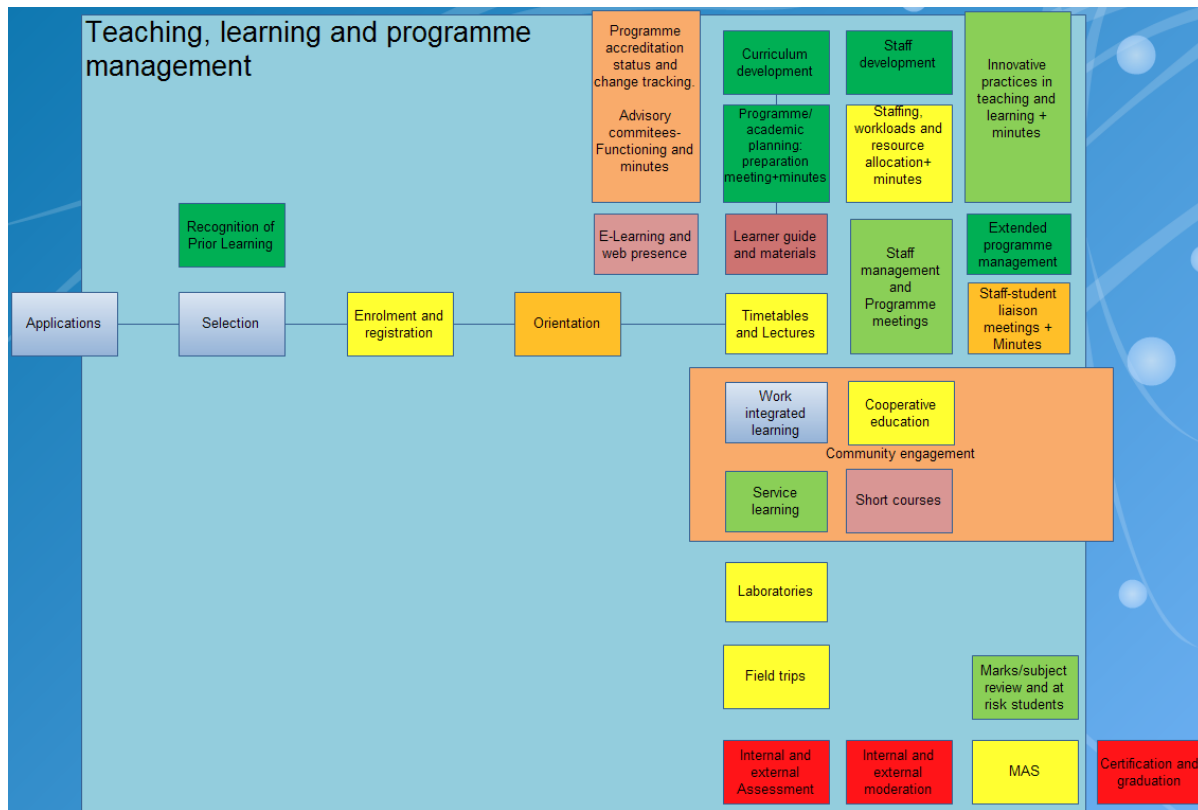 Teaching, learning and programme
management
Programme
accreditation
status and
change tracking.
Advisory
commitees-
Functioning and
minutes
Curriculum
development
Staff
development
Innovative
practices in
teaching and
learning +
minutes
Programme/
academic
planning:
preparation
meeting+minutes
Staffing,
workloads and
resource
allocation+
minutes
Recognition of
Prior Learning
E-Learning and
web presence
Learner guide
and materials
Staff
management
and
Programme
meetings
Extended
programme
management
Applications
Selection
Enrolment and
registration
Orientation
Timetables
and Lectures
Staff-student
liaison
meetings +
Minutes
Work
integrated
learning
Cooperative
education
Community engagement
Service
learning
Short courses
Laboratories
Field trips
Marks/subject
review and at
risk students
Internal and
external
Assessment
Internal and
external
moderation
MAS
Certification and
graduation